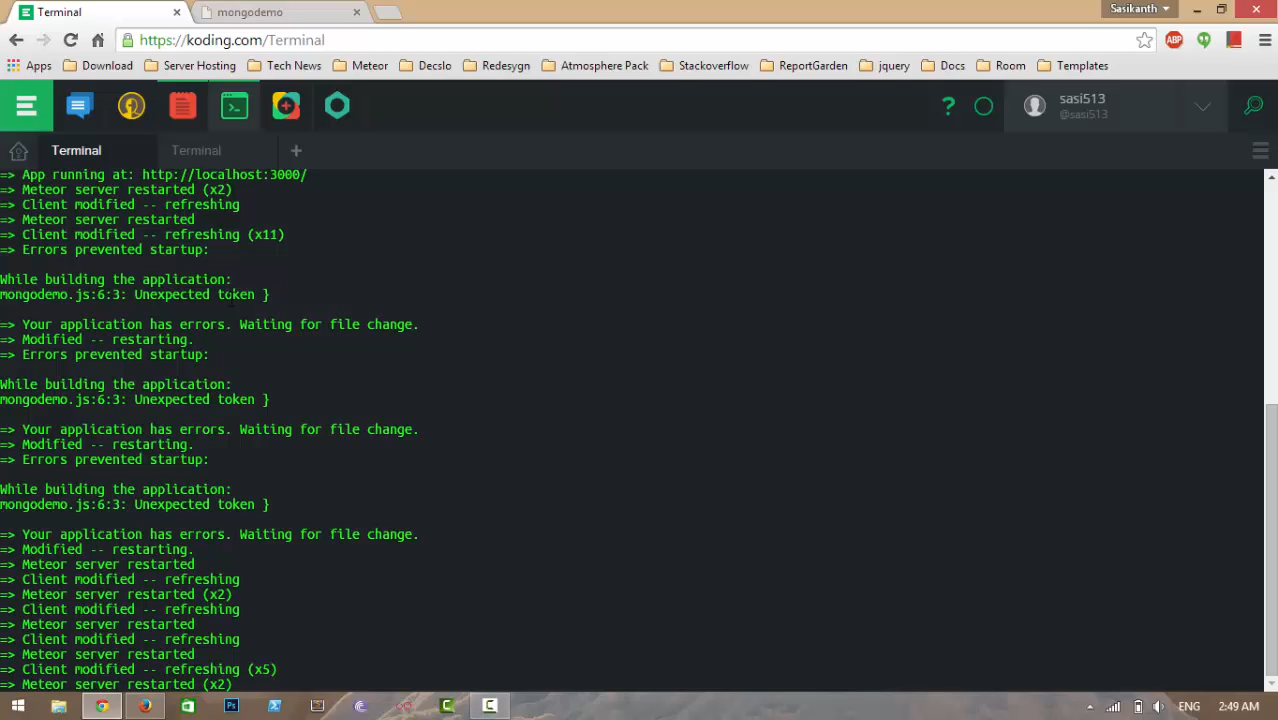 Terminal
mongodemo
Sasikanth
https://koding.com/Terminal
ABP
Apps
Download
Server Hosting
Tech News
Meteor
Decslo
Redesygn
Atmosphere Pack
Stackoverflow
ReportGarden
jquery
Docs
Room
Templates
sasi513
@sasi513
Terminal
Terminal
=> App running at: http://localhost:3000/
=> Meteor server restarted (x2)
=> Client modified -- refreshing
=> Meteor server restarted
=> Client modified -- refreshing (x11)
=> Errors prevented startup:
While building the application:
mongodemo.js:6:3: Unexpected token }
=> Your application has errors. Waiting for file change.
=> Modified -- restarting.
=> Errors prevented startup:
While building the application:
mongodemo.js:6:3: Unexpected token }
=> Your application has errors. Waiting for file change.
=> Modified -- restarting.
=> Errors prevented startup:
While building the application:
mongodemo.js:6:3: Unexpected token }
=> Your application has errors. Waiting for file change.
=> Modified -- restarting.
=> Meteor server restarted
=> Client modified -- refreshing
=> Meteor server restarted (x2)
=> Client modified -- refreshing
=> Meteor server restarted
=> Client modified -- refreshing
=> Meteor server restarted
=> Client modified -- refreshing (x5)
=> Meteor server restarted (x2)
Ps
ENG
2:49 AM